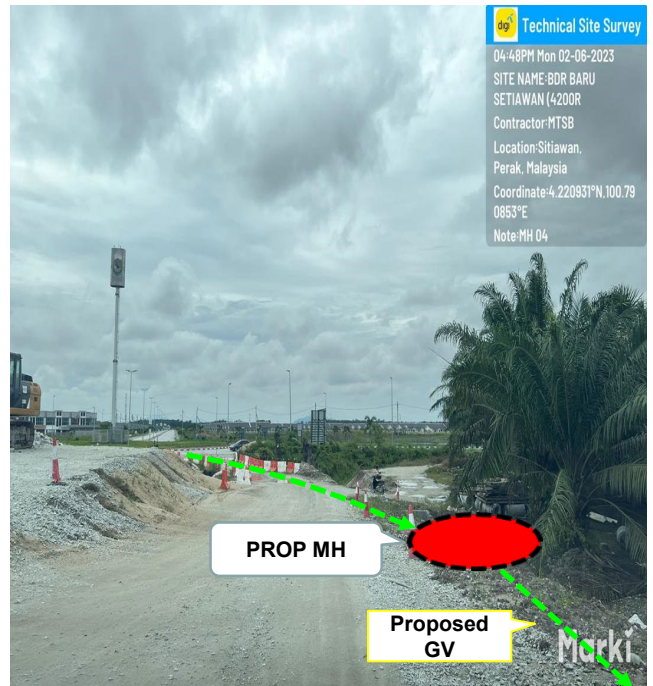 digi Technical Site Survey
04:48PM Mon 02-06-2023
SITE NAME:BDR BARU
SETIAWAN (4200R
Contractor:MTSB
Location:Sitiawan,
Perak, Malaysia
Coordinate:4.220931°N,100.79
0853°E
Note:MH 04
PROP MH
Proposed
GV
Marki